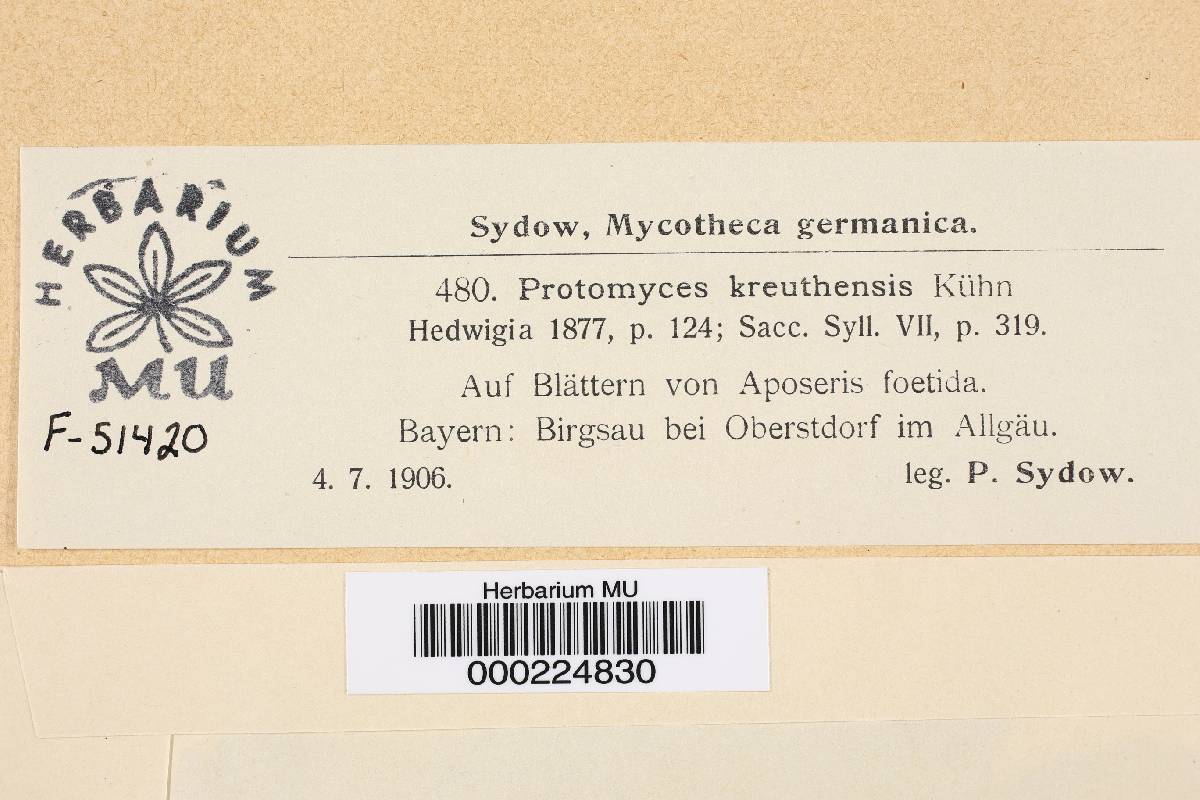 HERBARIUM
MU
F-51420
Sydow, Mycotheca germanica.
480. Protomyces kreuthensis Kühn
Hedwigia 1877, p. 124; Sacc. Syll. VII, p. 319.
Auf Blättern von Aposeris foetida.
Bayern: Birgsau bei Oberstdorf im Allgäu.
4. 7. 1906. leg. P. Sydow.
Herbarium MU
000224830